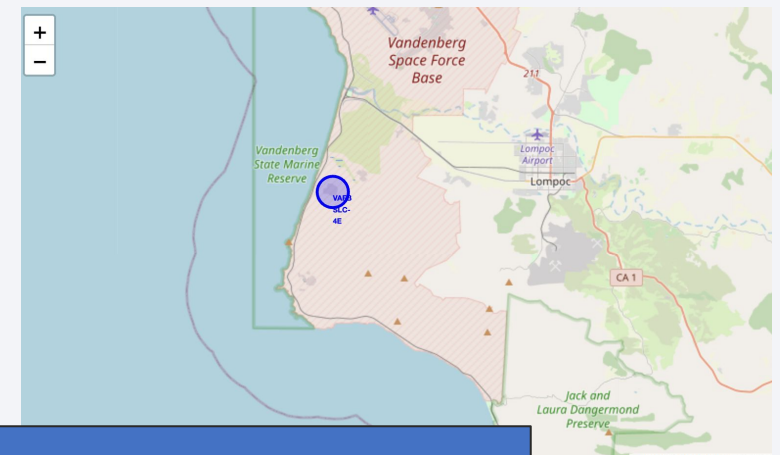 +
−
Vandenberg
Space Force
Base
211
Vandenberg
State Marine
Reserve
Lompoc
Airport
Lompoc
VAFB
SLC-
4E
CA 1
Jack and
Laura Dangermond
Preserve